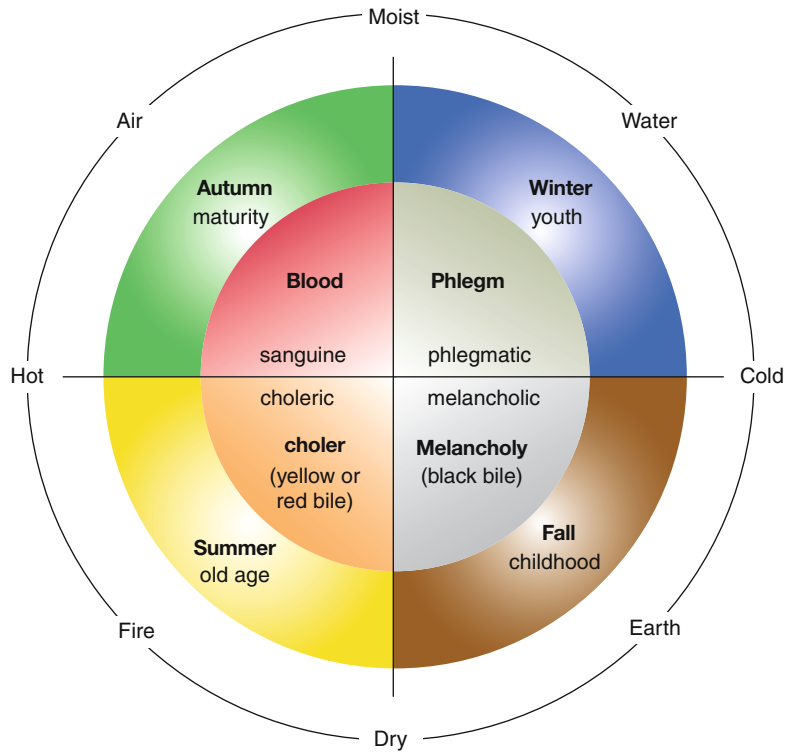 Moist
Air
Water
Autumn
maturity
Winter
youth
Blood
Phlegm
sanguine
phlegmatic
Hot
Cold
choleric
melancholic
choler
(yellow or
red bile)
Melancholy
(black bile)
Summer
old age
Fall
childhood
Fire
Earth
Dry